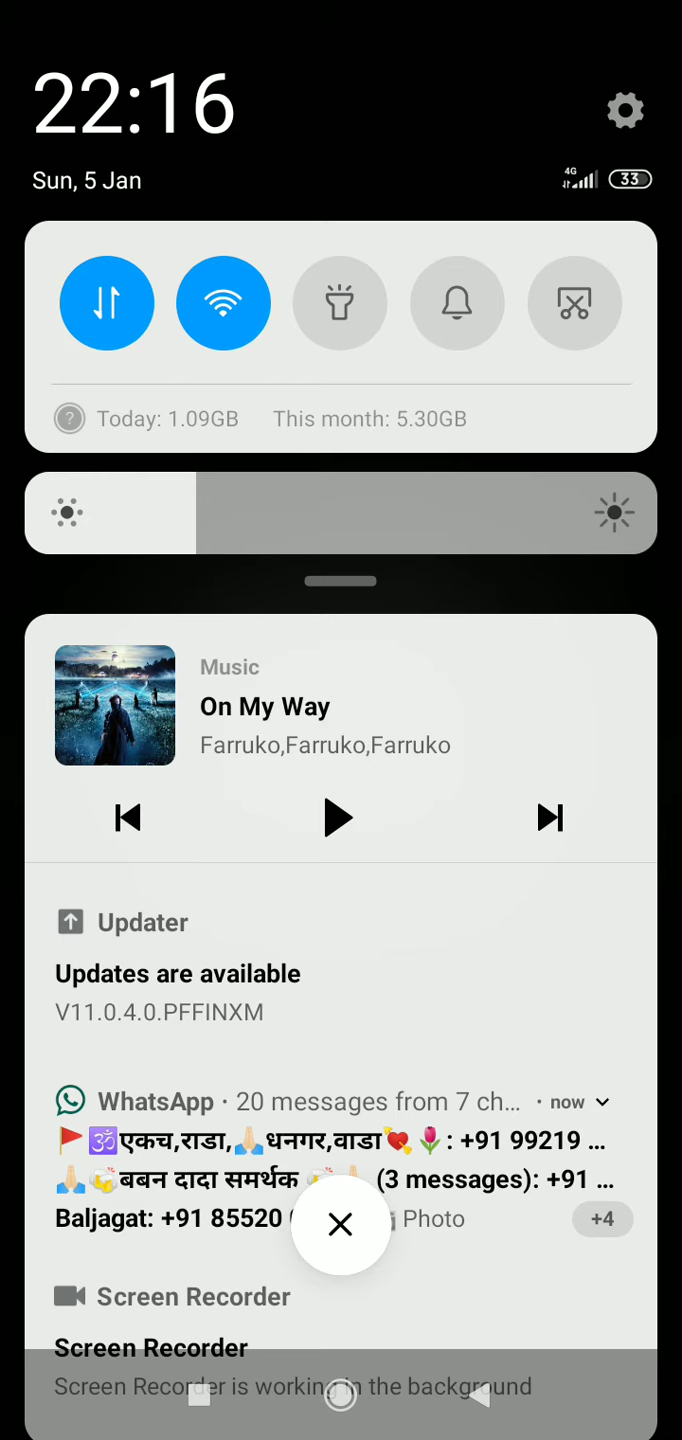 22:16
Sun, 5 Jan
4G
33
Today: 1.09GB This month: 5.30GB
Music
On My Way
Farruko,Farruko,Farruko
Updater
Updates are available
V11.0.4.0.PFFINXM
WhatsApp · 20 messages from 7 ch… · now
🚩🕉️एकच,राडा,🙏🏻धनगर,वाडा💘🌷: +91 99219 …
🙏🏻🍻बबन दादा समर्थक 🍻🙏🏻 (3 messages): +91 …
Baljagat: +91 85520 Photo +4
Screen Recorder
Screen Recorder
Screen Recorder is working in the background